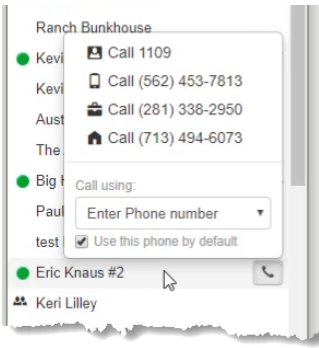 Ranch Bunkhouse
Kevi
Call 1109
Kevi
Call (562) 453-7813
Aust
Call (281) 338-2950
The
Call (713) 494-6073
Big
Call using:
Paul
Enter Phone number
test
Use this phone by default
Eric Knaus #2
Keri Lilley